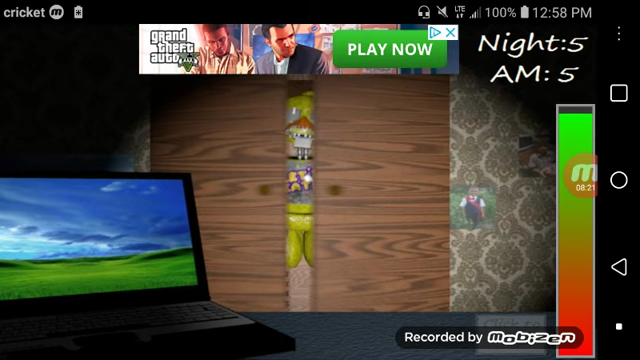 cricket
LTE
100%
12:58 PM
grand
theft
auto V
PLAY NOW
Night:5
AM: 5
08:21
Recorded by mobizen